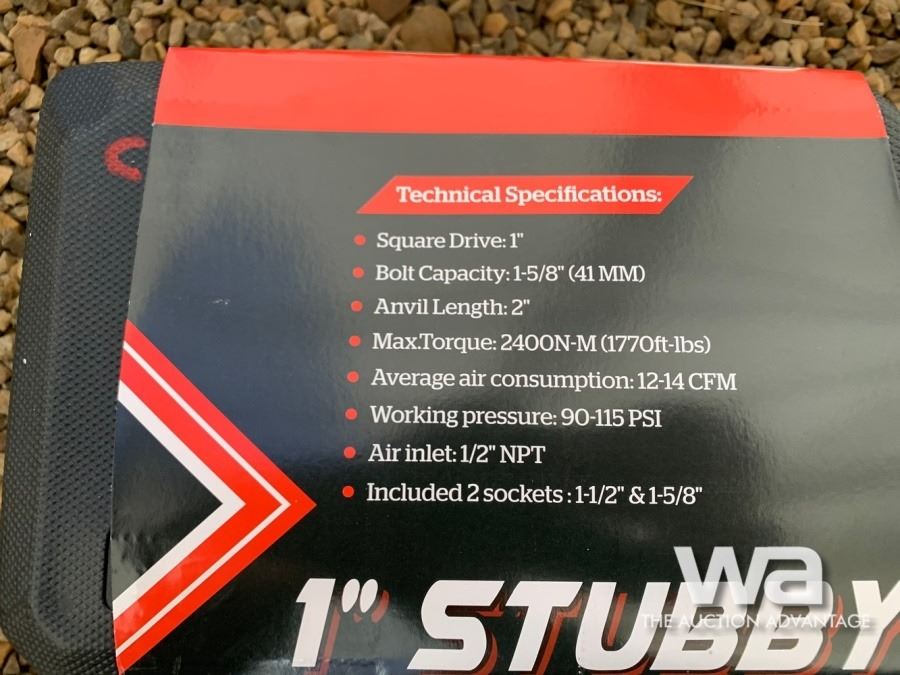 Technical Specifications:
Square Drive: 1"
Bolt Capacity: 1-5/8" (41 MM)
Anvil Length: 2"
Max.Torque: 2400N-M (1770ft-lbs)
Average air consumption: 12-14 CFM
Working pressure: 90-115 PSI
Air inlet: 1/2" NPT
Included 2 sockets : 1-1/2" & 1-5/8"
1" STUBBY
wa
THE AUCTION ADVANTAGE